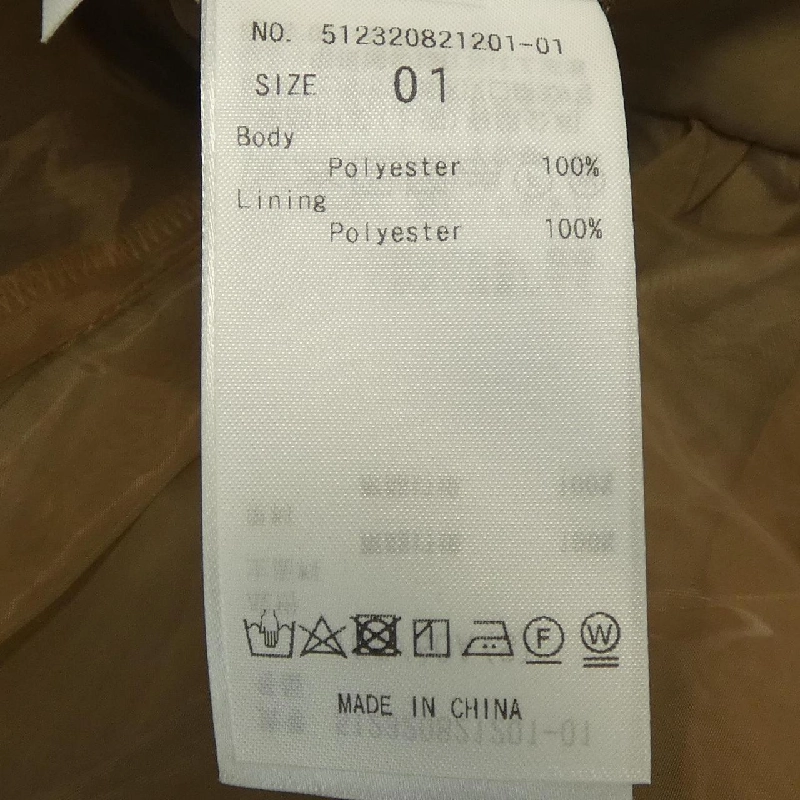 NO. 512320821201-01
SIZE 01
Body
Polyester 100%
Lining
Polyester 100%
F W
MADE IN CHINA